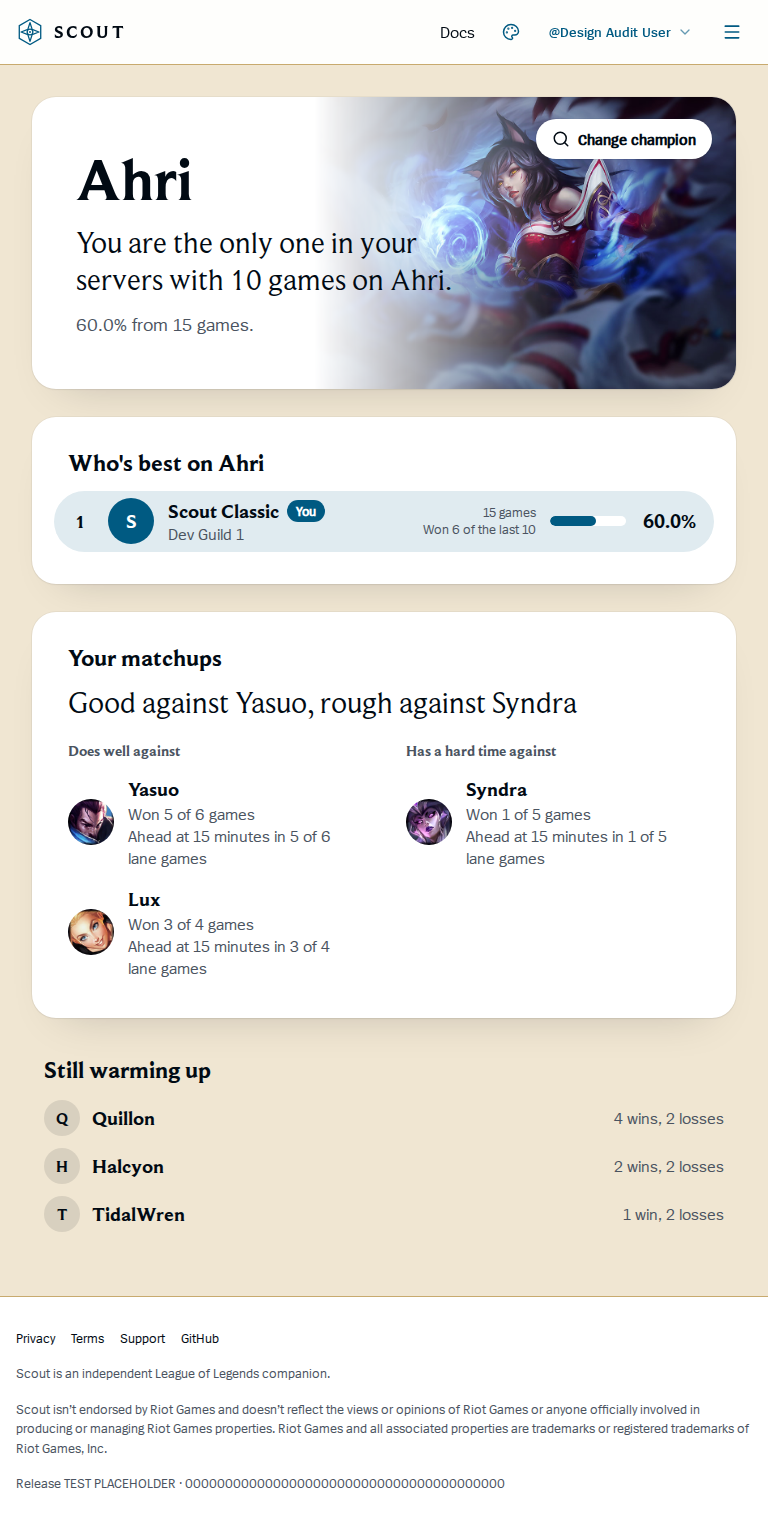 SCOUT
Docs
@Design Audit User
Change champion
Ahri
You are the only one in your
servers with 10 games on Ahri.
60.0% from 15 games.
Who's best on Ahri
1
S
Scout Classic
You
Dev Guild 1
15 games
Won 6 of the last 10
60.0%
Your matchups
Good against Yasuo, rough against Syndra
Does well against
Yasuo
Won 5 of 6 games
Ahead at 15 minutes in 5 of 6
lane games
Lux
Won 3 of 4 games
Ahead at 15 minutes in 3 of 4
lane games
Has a hard time against
Syndra
Won 1 of 5 games
Ahead at 15 minutes in 1 of 5
lane games
Still warming up
Q Quillon 4 wins, 2 losses
H Halcyon 2 wins, 2 losses
T TidalWren 1 win, 2 losses
Privacy Terms Support GitHub
Scout is an independent League of Legends companion.
Scout isn't endorsed by Riot Games and doesn't reflect the views or opinions of Riot Games or anyone officially involved in
producing or managing Riot Games properties. Riot Games and all associated properties are trademarks or registered trademarks of
Riot Games, Inc.
Release TEST PLACEHOLDER · 0000000000000000000000000000000000000000